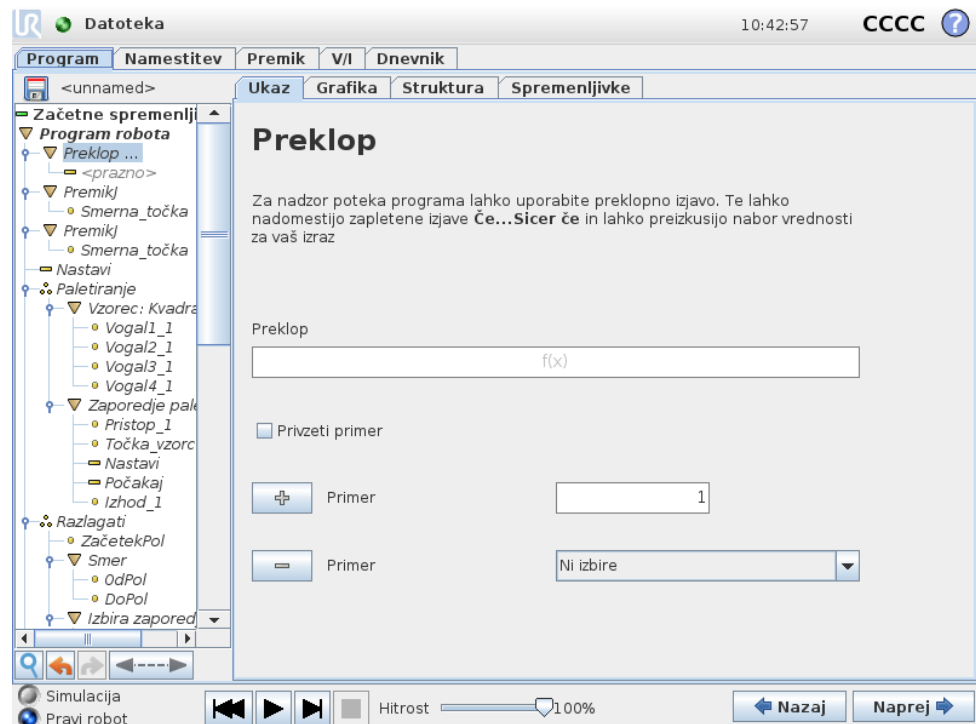 UR Datoteka 10:42:57 CCCC ?
Program Namestitev Premik V/I Dnevnik
<unnamed>
Ukaz Grafika Struktura Spremenljivke
Začetne spremenlji
Program robota
Preklop ...
<prazno>
PremikJ
Smerna_točka
PremikJ
Smerna_točka
Nastavi
Paletiranje
Vzorec: Kvadra
Vogal1_1
Vogal2_1
Vogal3_1
Vogal4_1
Zaporedje pale
Pristop_1
Točka_vzorc
Nastavi
Počakaj
Izhod_1
Razlagati
ZačetekPol
Smer
OdPol
DoPol
Izbira zapored
Preklop
Za nadzor poteka programa lahko uporabite preklopno izjavo. Te lahko
nadomestijo zapletene izjave Če...Sicer če in lahko preizkusijo nabor vrednosti
za vaš izraz
Preklop
f(x)
Privzeti primer
Primer 1
Primer Ni izbire
Simulacija
Pravi robot
Hitrost 100%
Nazaj Naprej